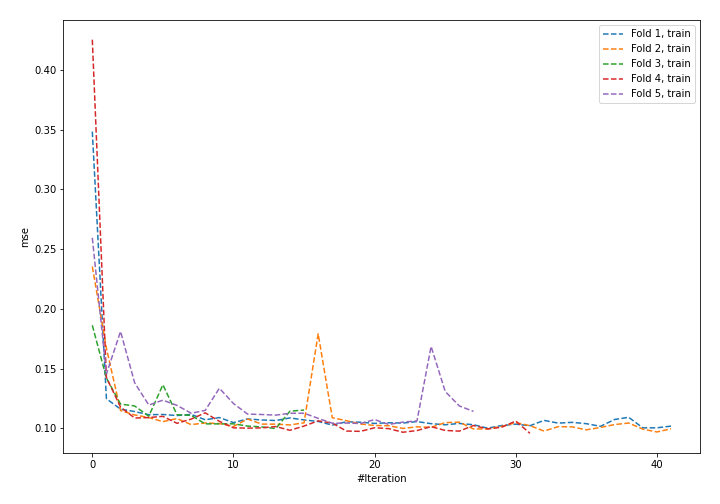 Fold 1, train
Fold 2, train
Fold 3, train
Fold 4, train
Fold 5, train
0.40
0.35
0.30
0.25
0.20
0.15
0.10
mse
0 10 20 30 40
#Iteration